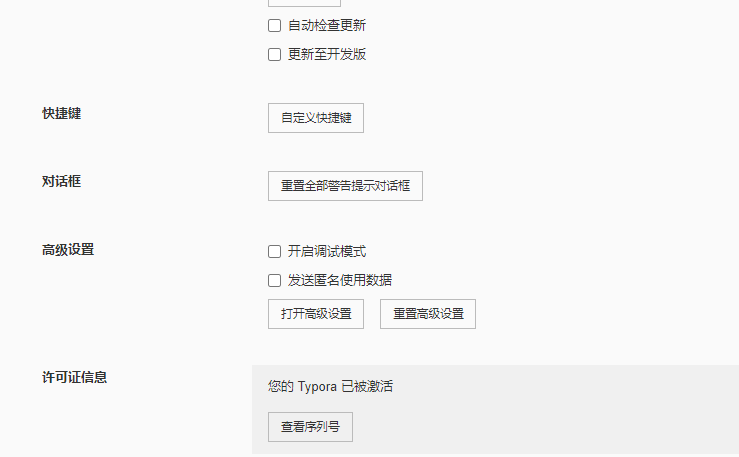 自动检查更新
更新至开发版
快捷键
自定义快捷键
对话框
重置全部警告提示对话框
高级设置
开启调试模式
发送匿名使用数据
打开高级设置 重置高级设置
许可证信息
您的 Typora 已被激活
查看序列号